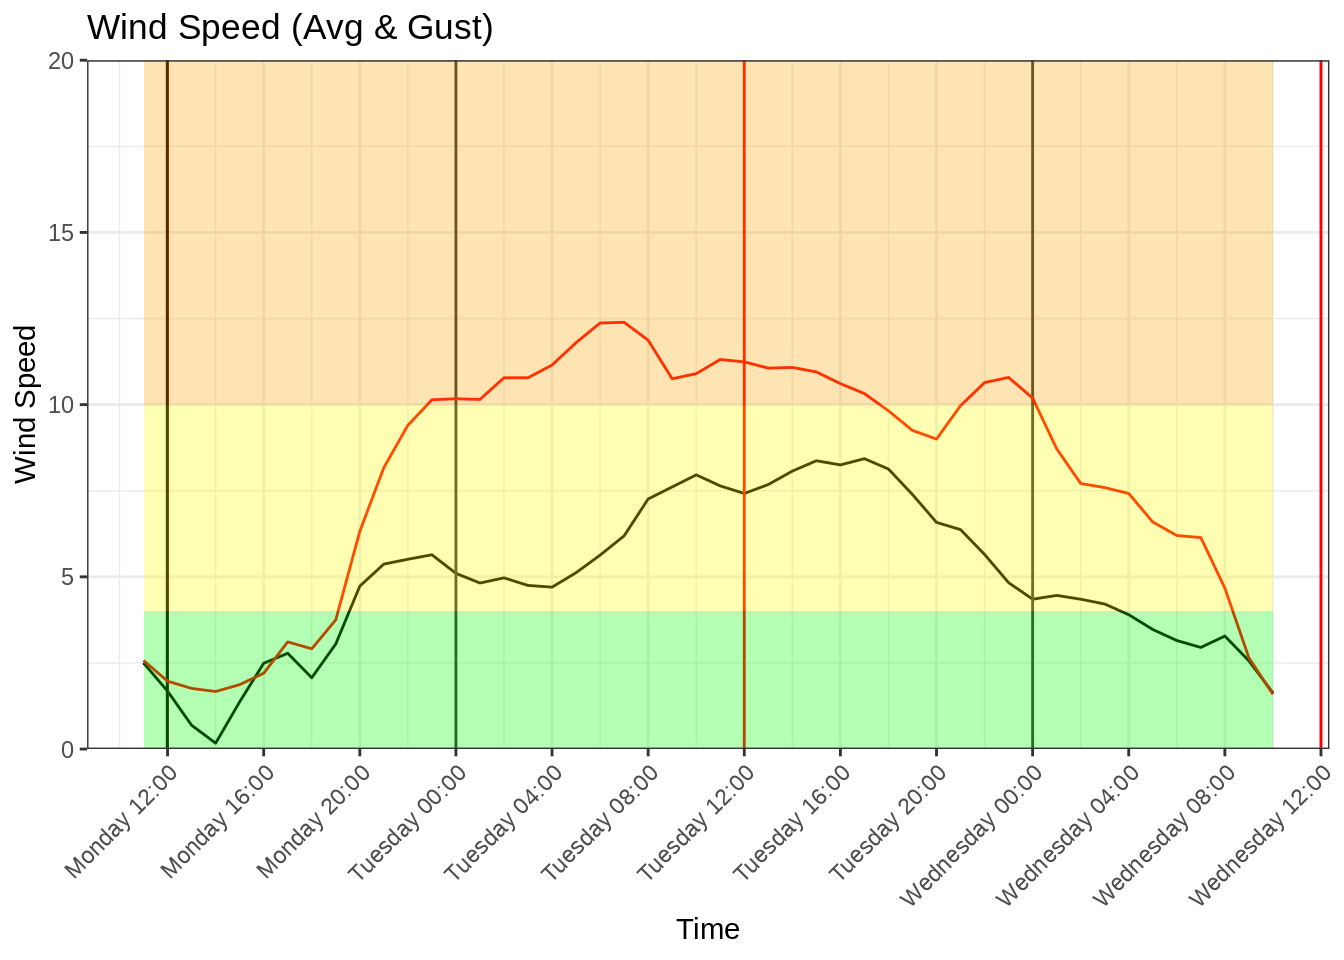 Wind Speed (Avg & Gust)
20
15
10
5
0
Wind Speed
Monday 12:00
Monday 16:00
Monday 20:00
Tuesday 00:00
Tuesday 04:00
Tuesday 08:00
Tuesday 12:00
Tuesday 16:00
Tuesday 20:00
Wednesday 00:00
Wednesday 04:00
Wednesday 08:00
Wednesday 12:00
Time